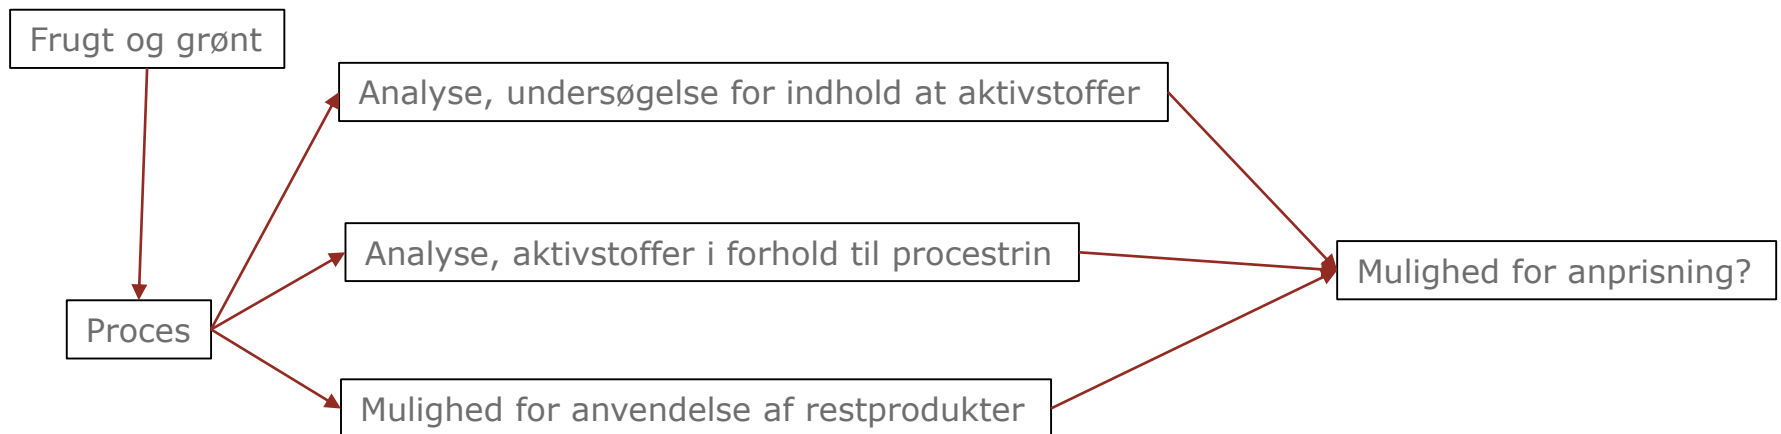 Frugt og grønt
Analyse, undersøgelse for indhold at aktivstoffer
Analyse, aktivstoffer i forhold til procestrin
Mulighed for anprisning?
Proces
Mulighed for anvendelse af restprodukter